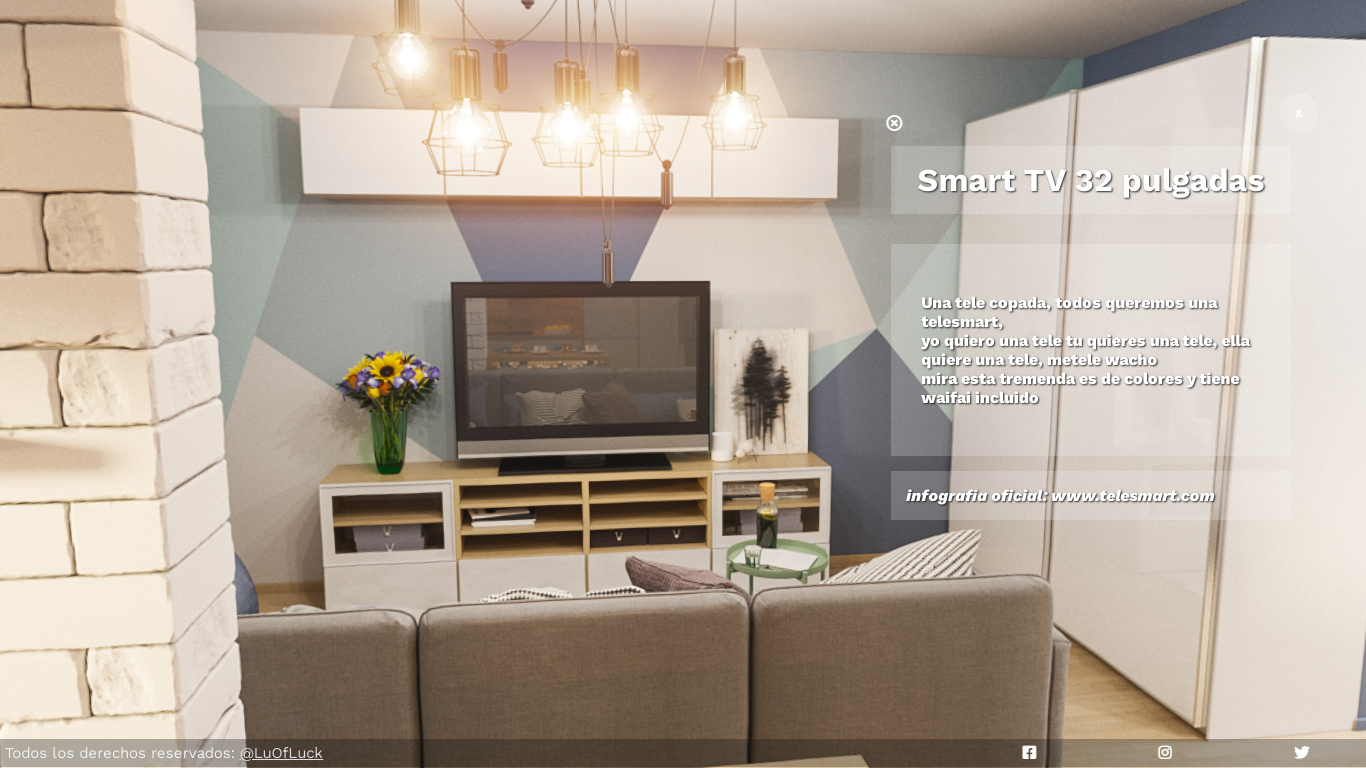 x
Smart TV 32 pulgadas
Una tele copada, todos queremos una
telesmart,
yo quiero una tele tu quieres una tele, ella
quiere una tele, metele wacho
mira esta tremenda es de colores y tiene
waifai incluido
infografia oficial: www.telesmart.com
Todos los derechos reservados: @LuOfLuck